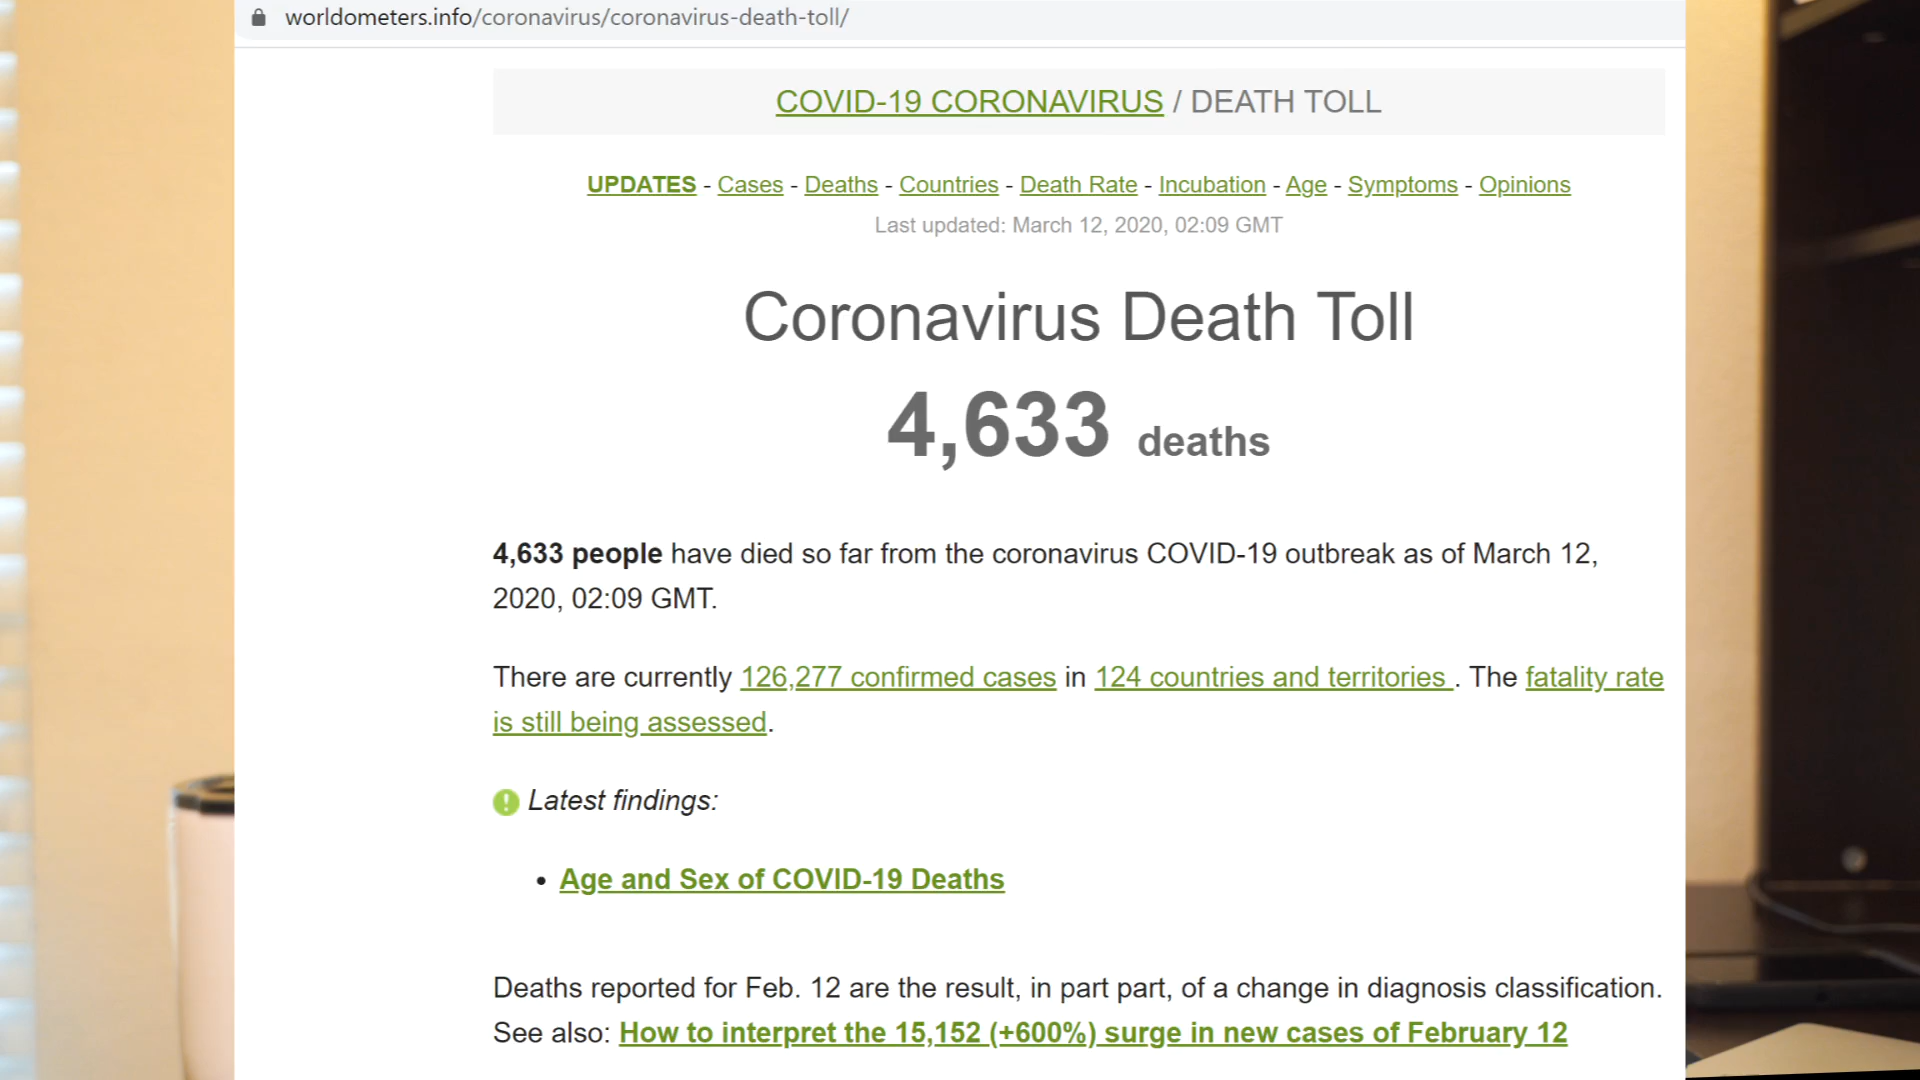 worldometers.info/coronavirus/coronavirus-death-toll/
COVID-19 CORONAVIRUS / DEATH TOLL
UPDATES - Cases - Deaths - Countries - Death Rate - Incubation - Age - Symptoms - Opinions
Last updated: March 12, 2020, 02:09 GMT
Coronavirus Death Toll
4,633 deaths
4,633 people have died so far from the coronavirus COVID-19 outbreak as of March 12,
2020, 02:09 GMT.
There are currently 126,277 confirmed cases in 124 countries and territories . The fatality rate
is still being assessed.
Latest findings:
• Age and Sex of COVID-19 Deaths
Deaths reported for Feb. 12 are the result, in part part, of a change in diagnosis classification.
See also: How to interpret the 15,152 (+600%) surge in new cases of February 12